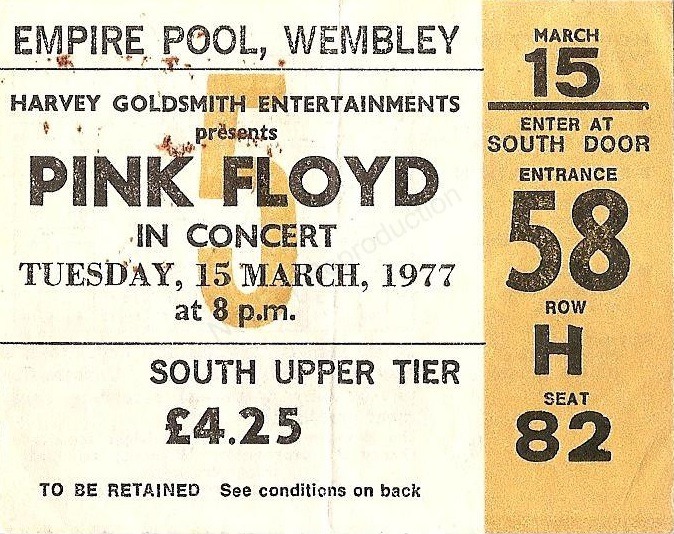 EMPIRE POOL, WEMBLEY
HARVEY GOLDSMITH ENTERTAINMENTS
presents
PINK FLOYD
IN CONCERT
TUESDAY, 15 MARCH, 1977
at 8 p.m.
5
SOUTH UPPER TIER
£4.25
TO BE RETAINED See conditions on back
MARCH
15
ENTER AT
SOUTH DOOR
ENTRANCE
58
ROW
H
SEAT
82